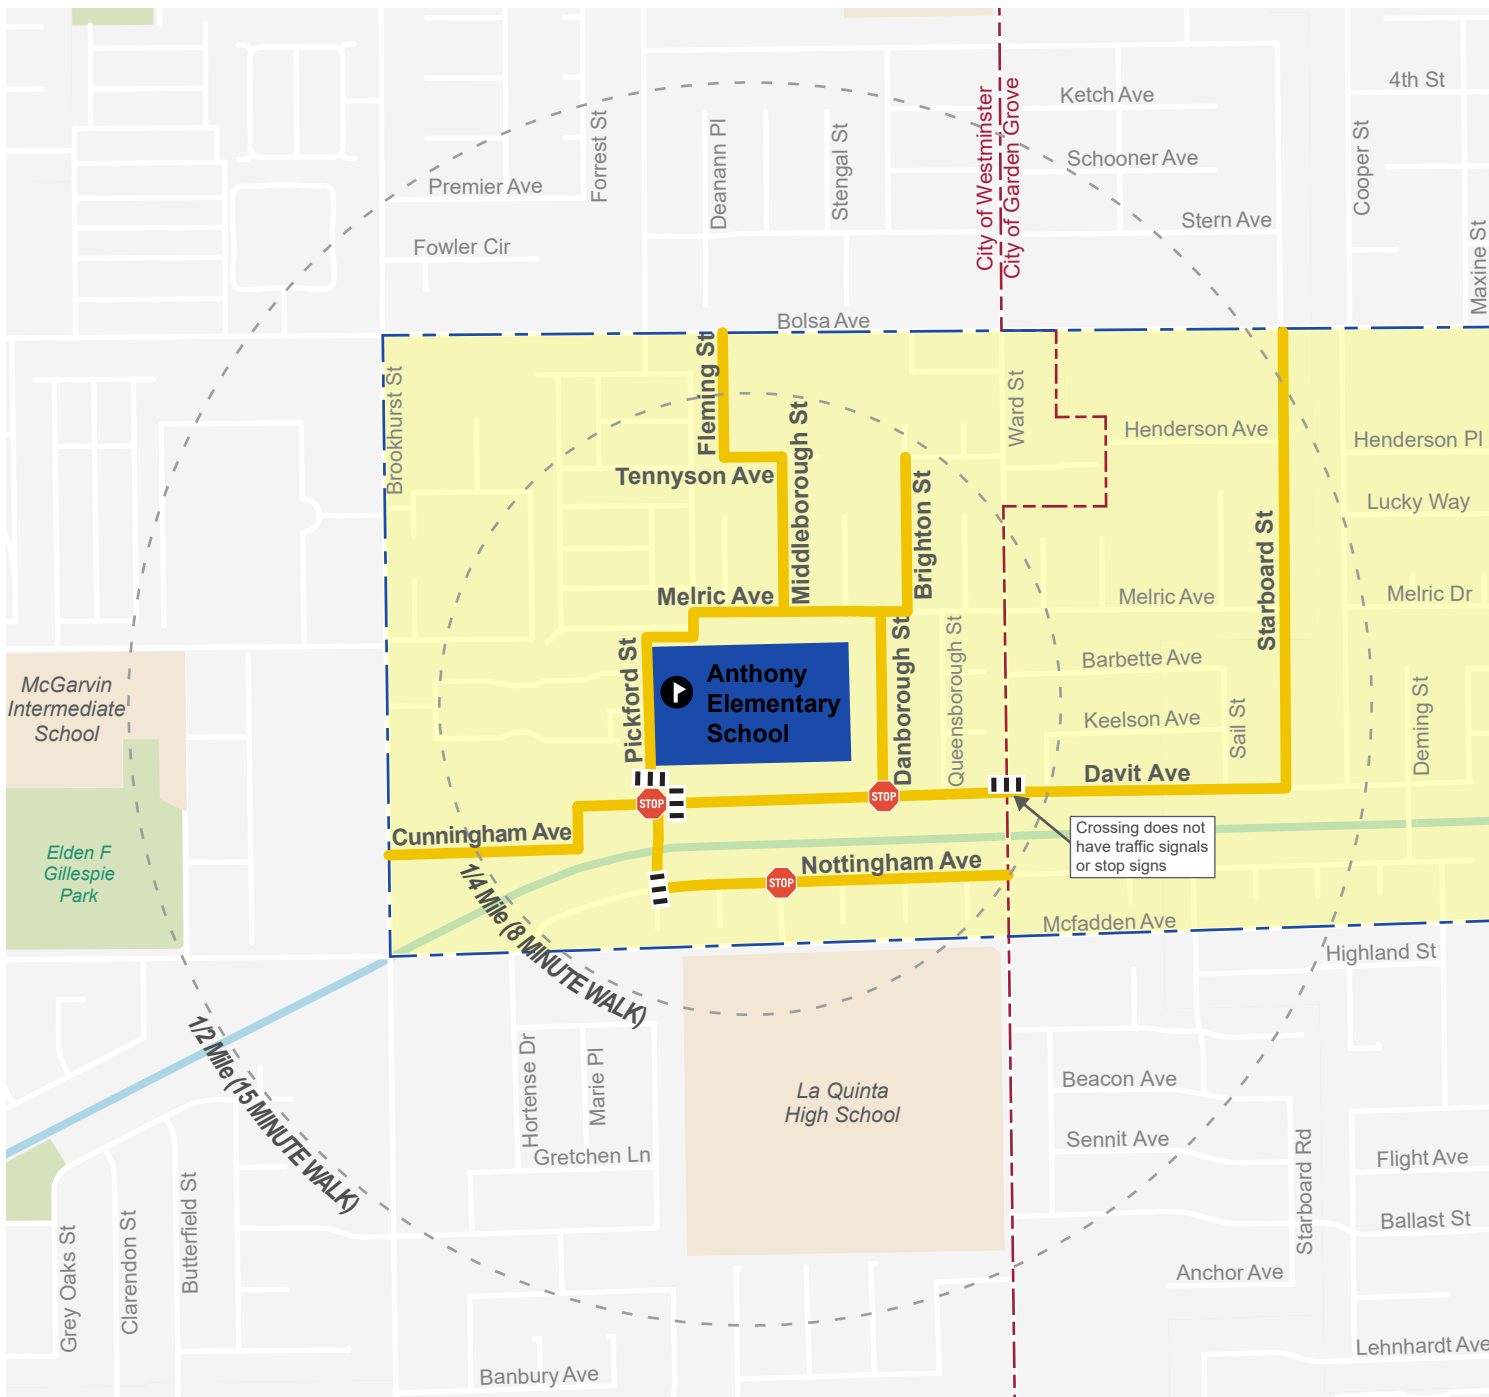 4th St
Ketch Ave
Schooner Ave
Stern Ave
Cooper St
Maxine St
City of Westminster
City of Garden Grove
Forrest St
Deanann Pl
Stengal St
Premier Ave
Fowler Cir
Bolsa Ave
Brookhurst St
Fleming St
Tennyson Ave
Middleborough St
Brighton St
Ward St
Henderson Ave
Henderson Pl
Lucky Way
Starboard St
Melric Ave
Melric Ave
Melric Dr
Pickford St
Anthony
Elementary
School
Danborough St
Queensborough St
Barbette Ave
Keelson Ave
Sail St
Deming St
Davit Ave
McGarvin
Intermediate
School
STOP
STOP
Cunningham Ave
Crossing does not
have traffic signals
or stop signs
Elden F
Gillespie
Park
Nottingham Ave
STOP
Mcfadden Ave
1/4 Mile (8 MINUTE WALK)
Highland St
1/2 Mile (15 MINUTE WALK)
Hortense Dr
Marie Pl
Gretchen Ln
La Quinta
High School
Beacon Ave
Sennit Ave
Starboard Rd
Flight Ave
Ballast St
Anchor Ave
Grey Oaks St
Clarendon St
Butterfield St
Banbury Ave
Lehnhardt Ave